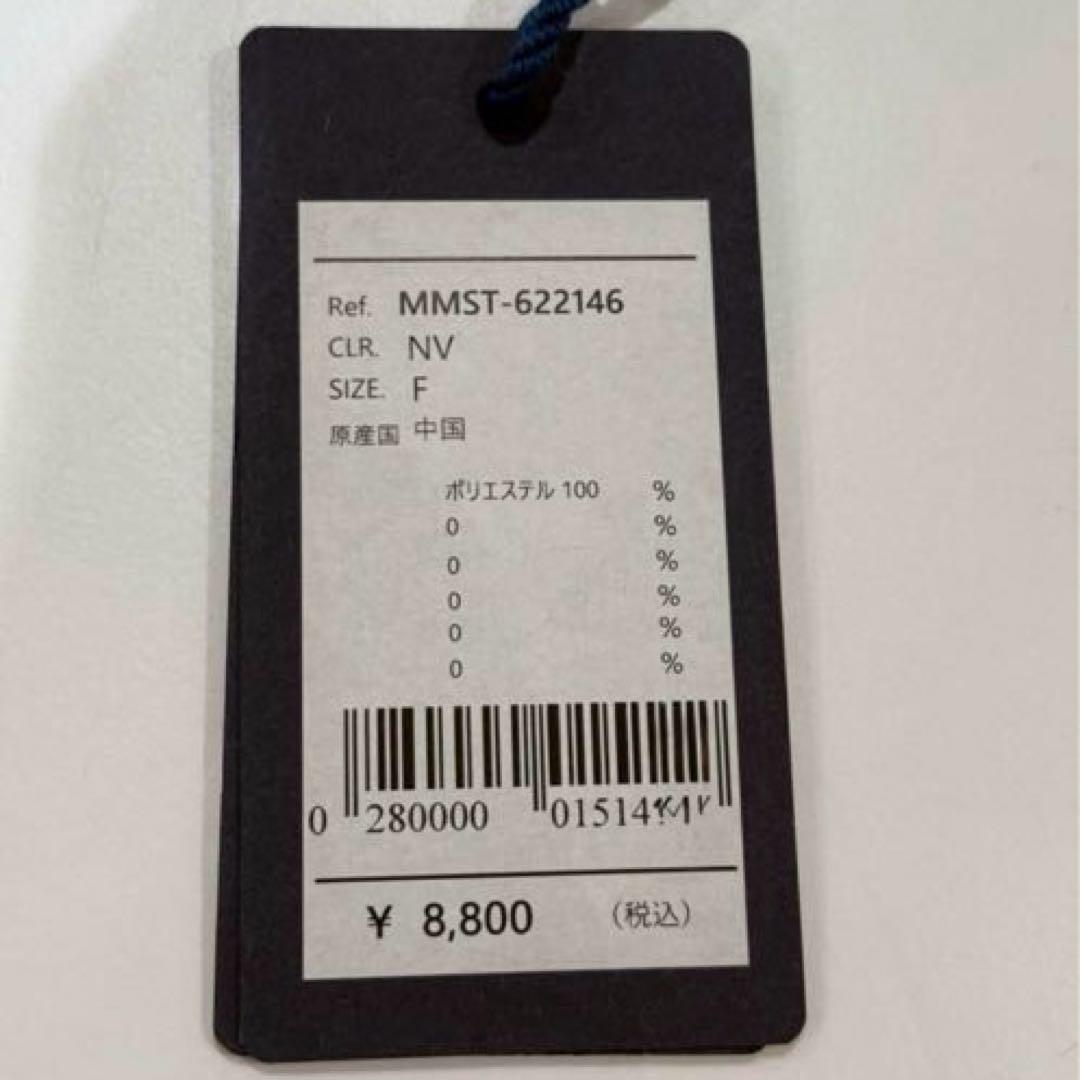 Ref. MMST-622146
CLR. NV
SIZE. F
原産国 中国
ポリエステル 100 %
0 %
0 %
0 %
0 %
0 %
0 280000 01514
¥ 8,800 (税込)